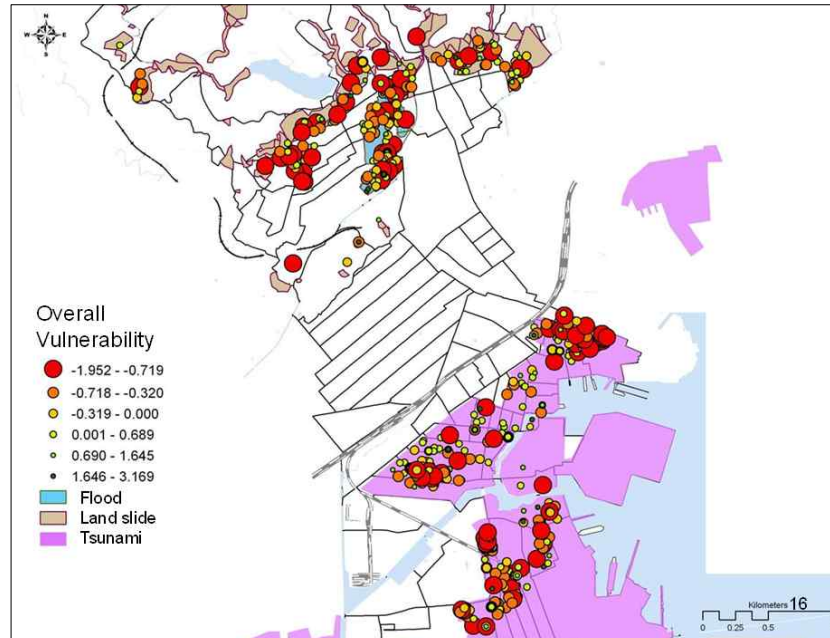 N
W E
S
Overall
Vulnerability
-1.952 - -0.719
-0.718 - -0.320
-0.319 - 0.000
0.001 - 0.689
0.690 - 1.645
1.646 - 3.169
Flood
Land slide
Tsunami
Kilometers 16
0 0.25 0.5